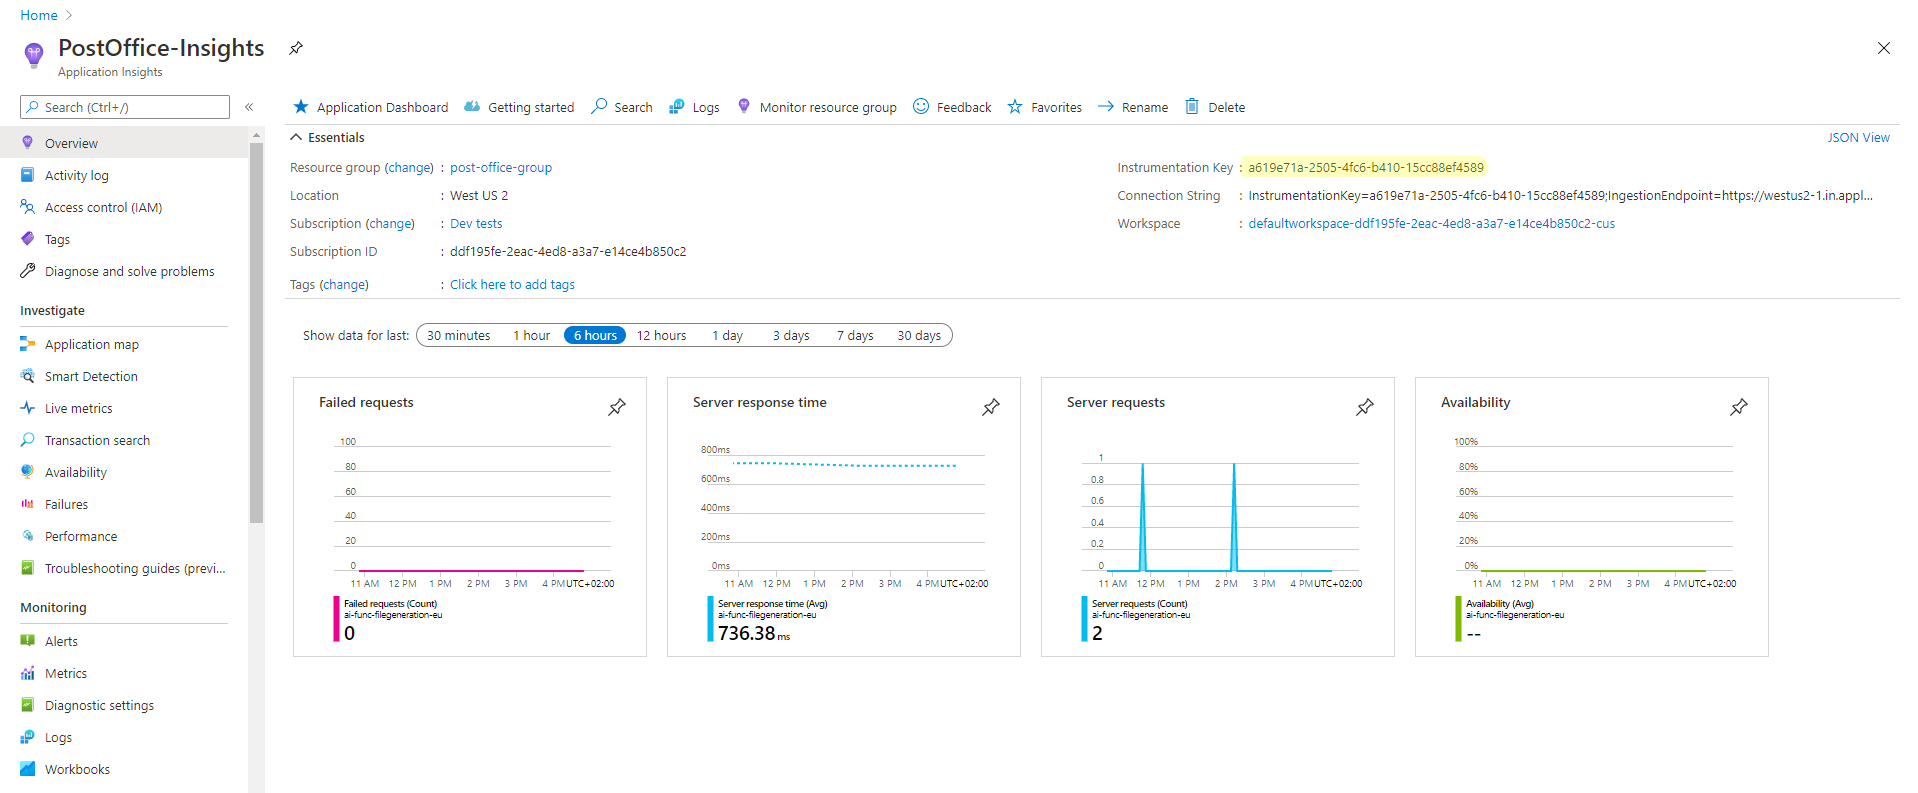 Home
PostOffice-Insights
Application Insights
Search (Ctrl+/)
«
Overview
Activity log
Access control (IAM)
Tags
Diagnose and solve problems
Investigate
Application map
Smart Detection
Live metrics
Transaction search
Availability
Failures
Performance
Troubleshooting guides (previ...
Monitoring
Alerts
Metrics
Diagnostic settings
Logs
Workbooks
Application Dashboard Getting started Search Logs Monitor resource group Feedback Favorites Rename Delete
Essentials JSON View
Resource group (change) : post-office-group
Location : West US 2
Subscription (change) : Dev tests
Subscription ID : ddf195fe-2eac-4ed8-a3a7-e14ce4b850c2
Tags (change) : Click here to add tags
Instrumentation Key : a619e71a-2505-4fc6-b410-15cc88ef4589
Connection String : InstrumentationKey=a619e71a-2505-4fc6-b410-15cc88ef4589;IngestionEndpoint=https://westus2-1.in.appl...
Workspace : defaultworkspace-ddf195fe-2eac-4ed8-a3a7-e14ce4b850c2-cus
Show data for last: 30 minutes 1 hour 6 hours 12 hours 1 day 3 days 7 days 30 days
Failed requests
100
80
60
40
20
0
11 AM 12 PM 1 PM 2 PM 3 PM 4 PM UTC+02:00
Failed requests (Count)
ai-func-filegeneration-eu
0
Server response time
800ms
600ms
400ms
200ms
0ms
11 AM 12 PM 1 PM 2 PM 3 PM 4 PM UTC+02:00
Server response time (Avg)
ai-func-filegeneration-eu
736.38 ms
Server requests
1
0.8
0.6
0.4
0.2
0
11 AM 12 PM 1 PM 2 PM 3 PM 4 PM UTC+02:00
Server requests (Count)
ai-func-filegeneration-eu
2
Availability
100%
80%
60%
40%
20%
0%
11 AM 12 PM 1 PM 2 PM 3 PM 4 PM UTC+02:00
Availability (Avg)
ai-func-filegeneration-eu
--